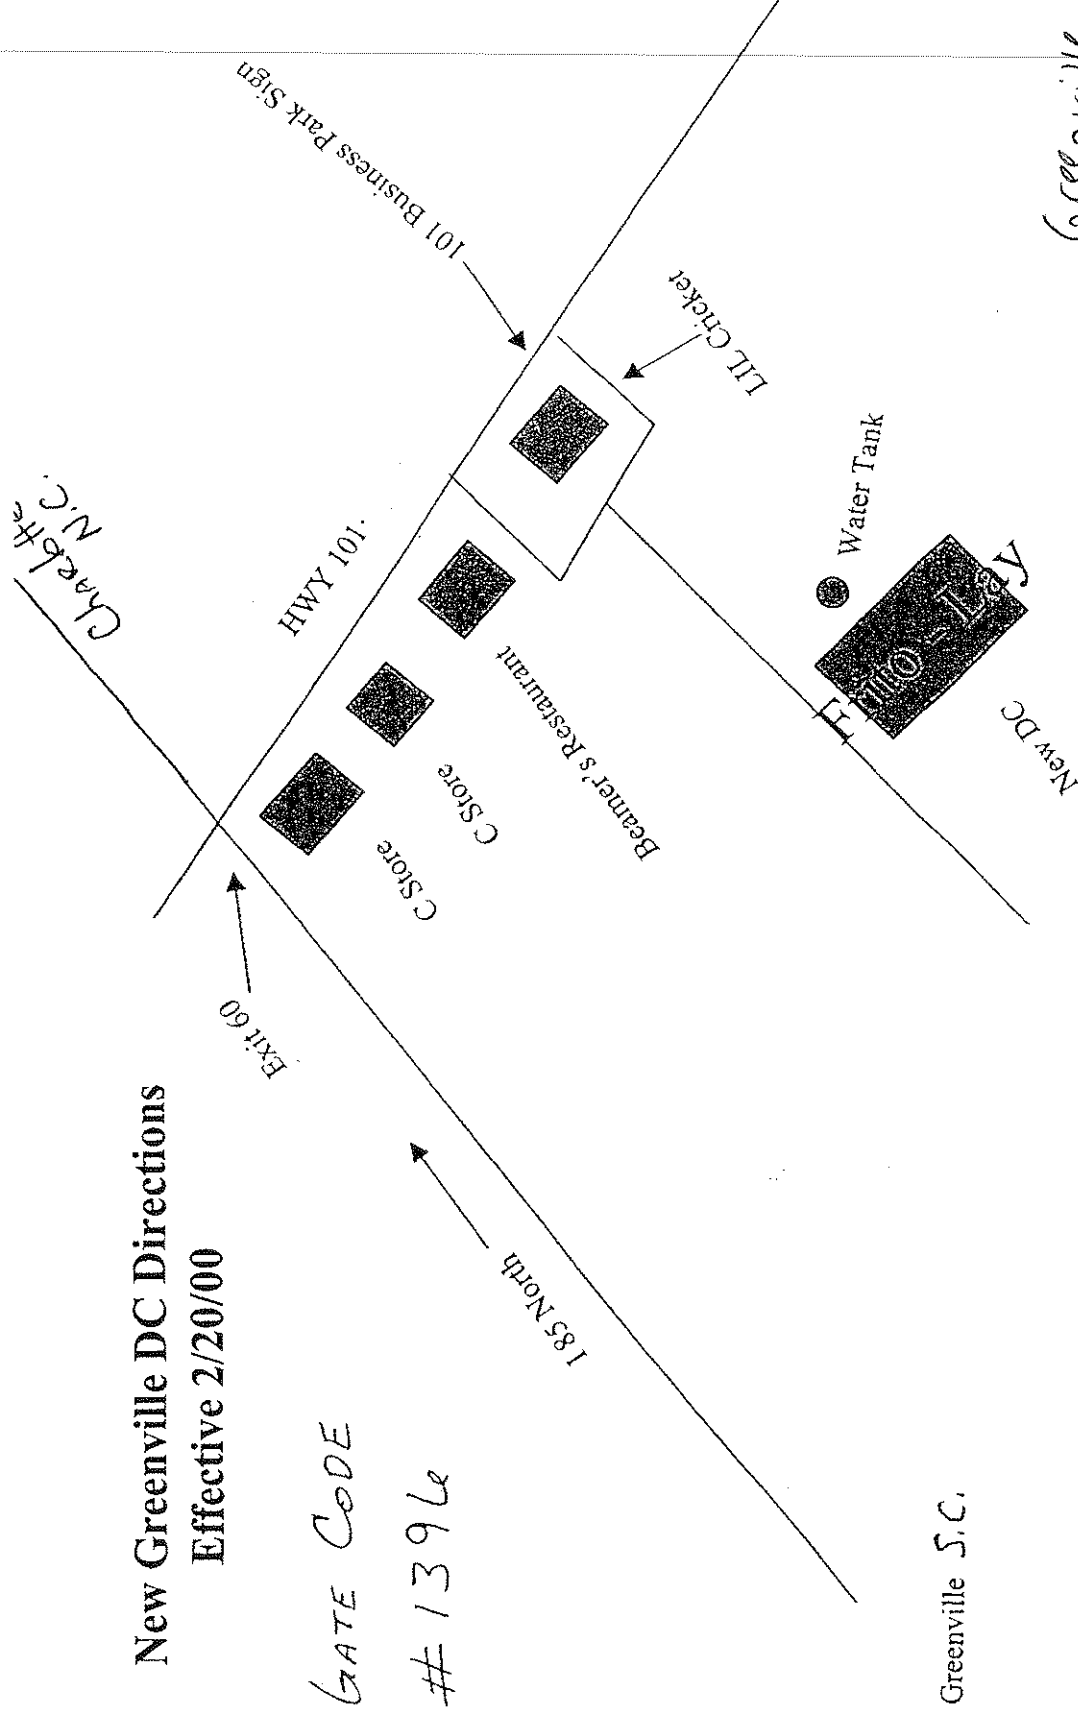 New Greenville DC Directions
Effective 2/20/00
GATE CODE
#1396
Charlotte
N.C.
Exit 60
HWY 101.
101 Business Park Sign
I 85 North
C Store
C Store
Beamer's Restaurant
LIL Cricket
Water Tank
Frito - Lay
New DC
Greenville S.C.
Greenville